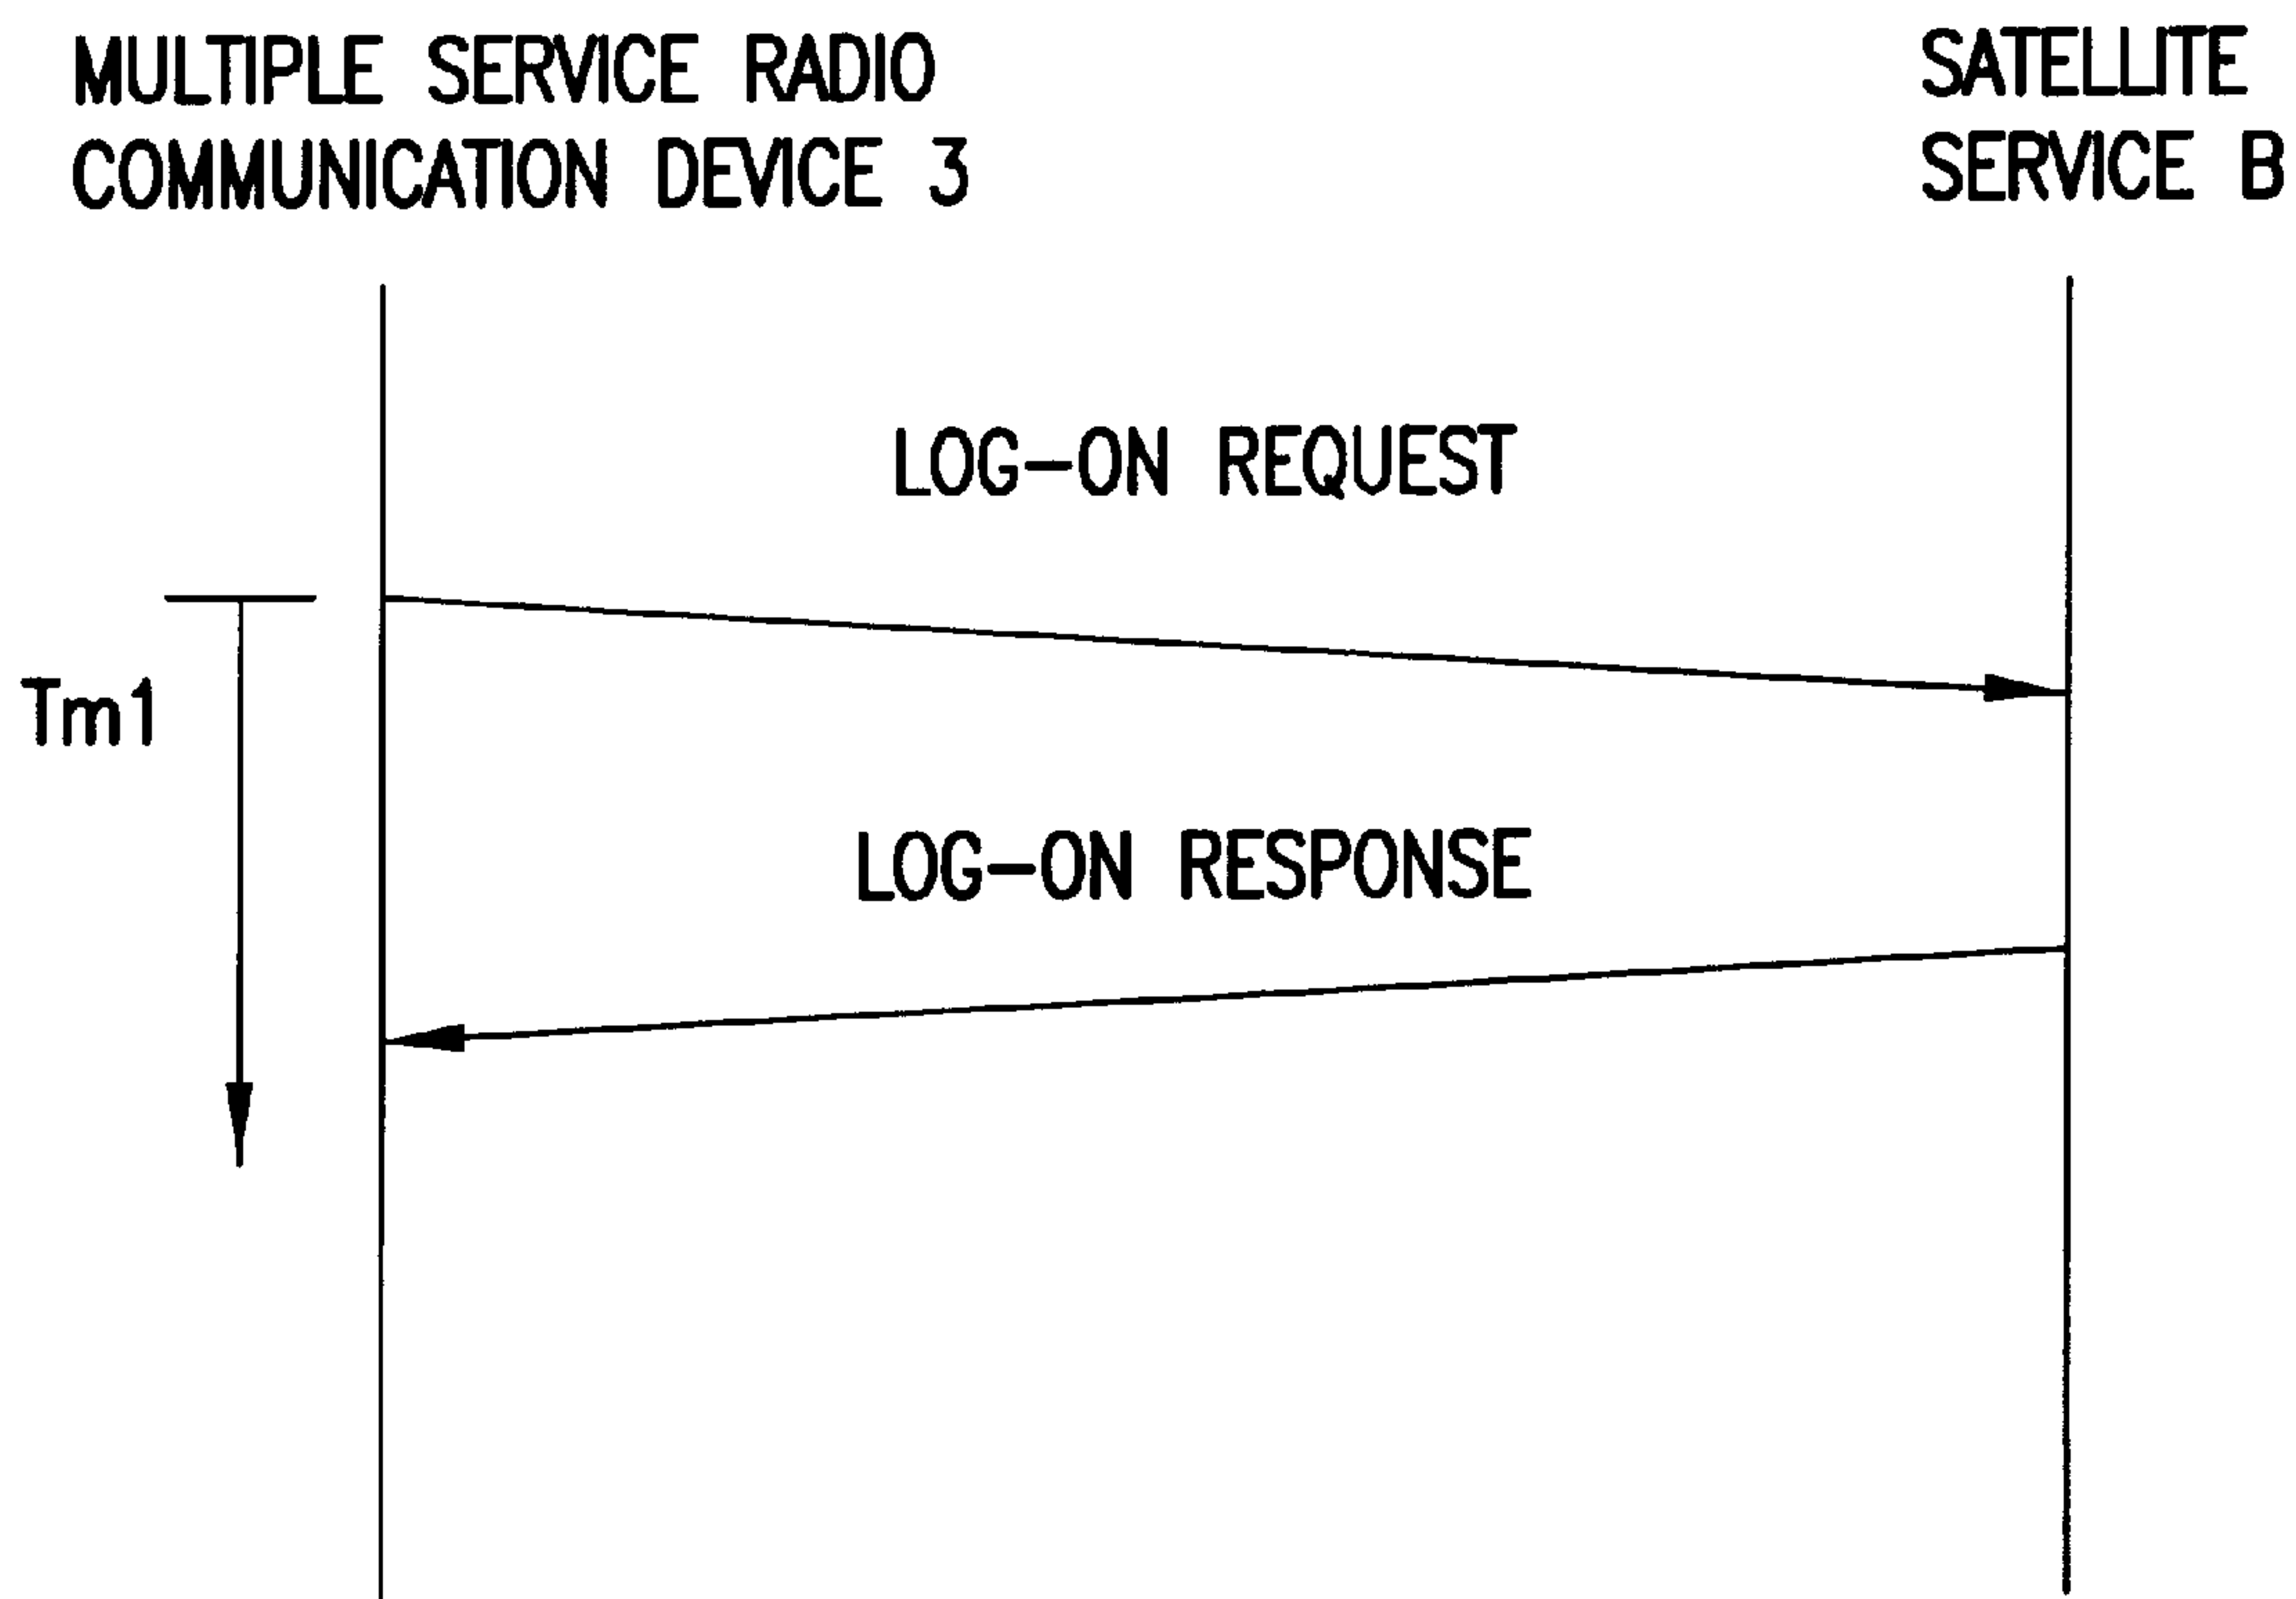 MULTIPLE SERVICE RADIO
COMMUNICATION DEVICE 3
SATELLITE
SERVICE B
LOG-ON REQUEST
Tm1
LOG-ON RESPONSE